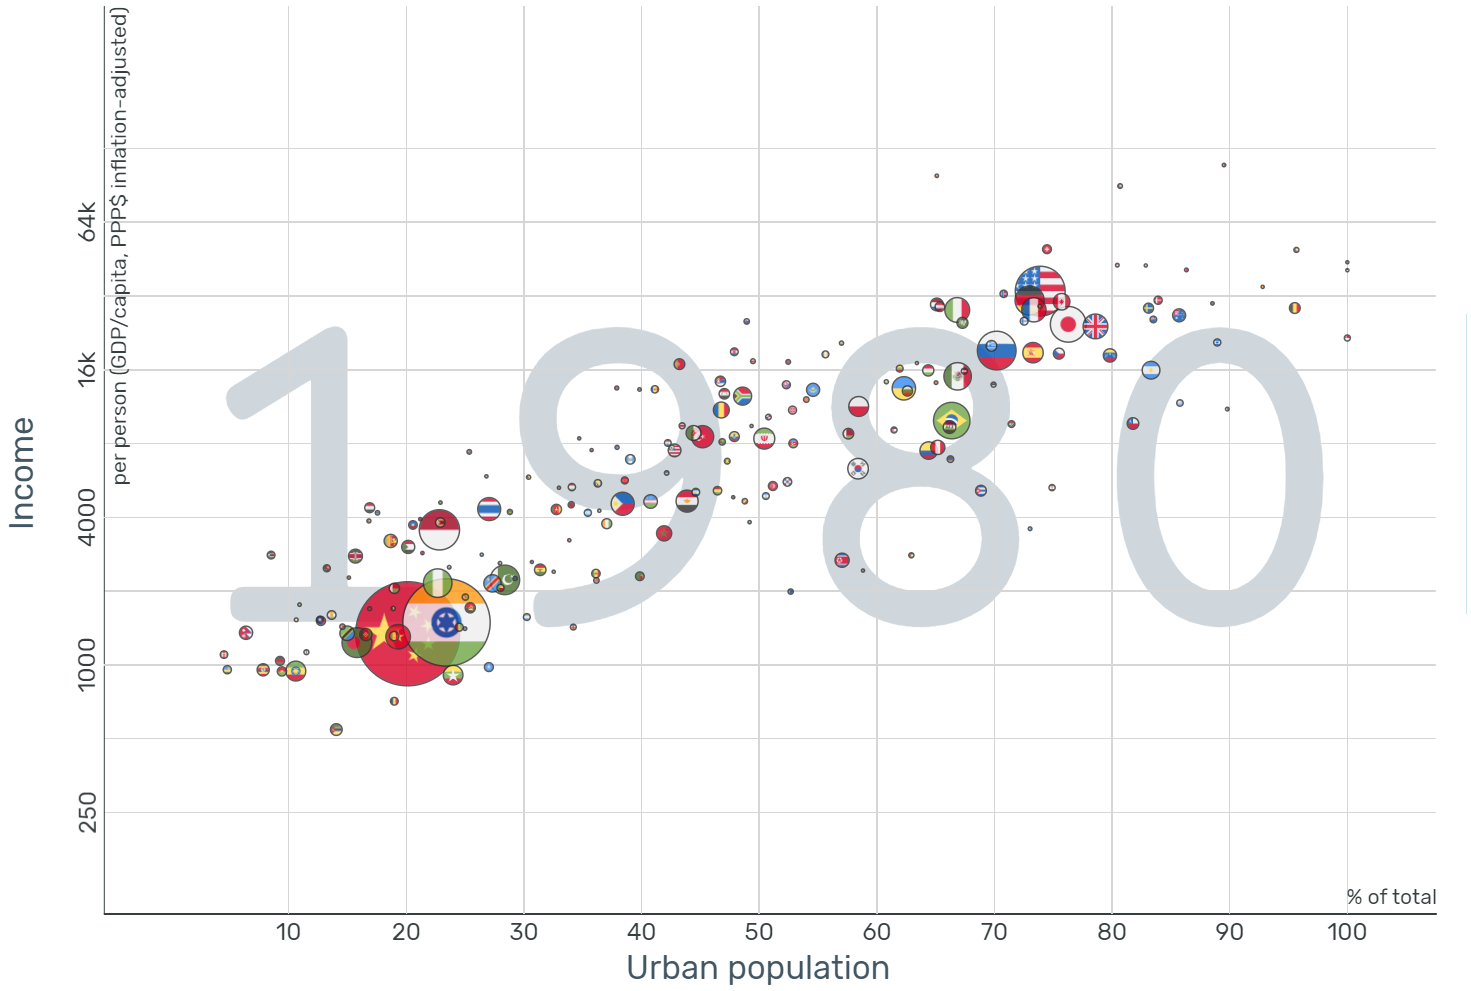 1980
Income
per person (GDP/capita, PPP$ inflation-adjusted)
64k
16k
4000
1000
250
% of total
10 20 30 40 50 60 70 80 90 100
Urban population